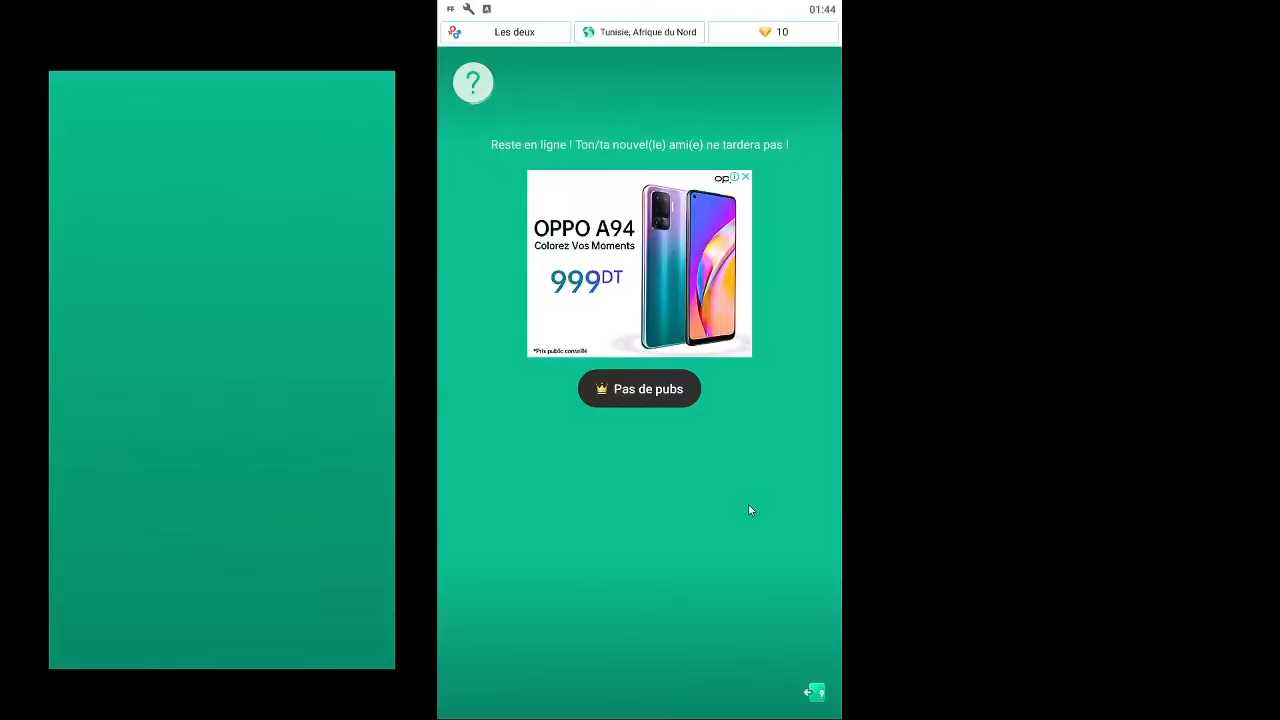 FF A 01:44
Les deux
Tunisie, Afrique du Nord
10
?
Reste en ligne ! Ton/ta nouvel(le) ami(e) ne tardera pas !
OPPO A94
Colorez Vos Moments
999DT
*Prix public conseillé
Pas de pubs